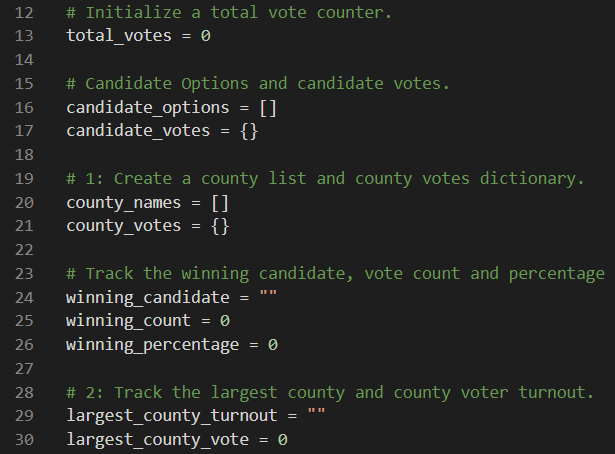 12 # Initialize a total vote counter.
13 total_votes = 0
14
15 # Candidate Options and candidate votes.
16 candidate_options = []
17 candidate_votes = {}
18
19 # 1: Create a county list and county votes dictionary.
20 county_names = []
21 county_votes = {}
22
23 # Track the winning candidate, vote count and percentage
24 winning_candidate = ""
25 winning_count = 0
26 winning_percentage = 0
27
28 # 2: Track the largest county and county voter turnout.
29 largest_county_turnout = ""
30 largest_county_vote = 0